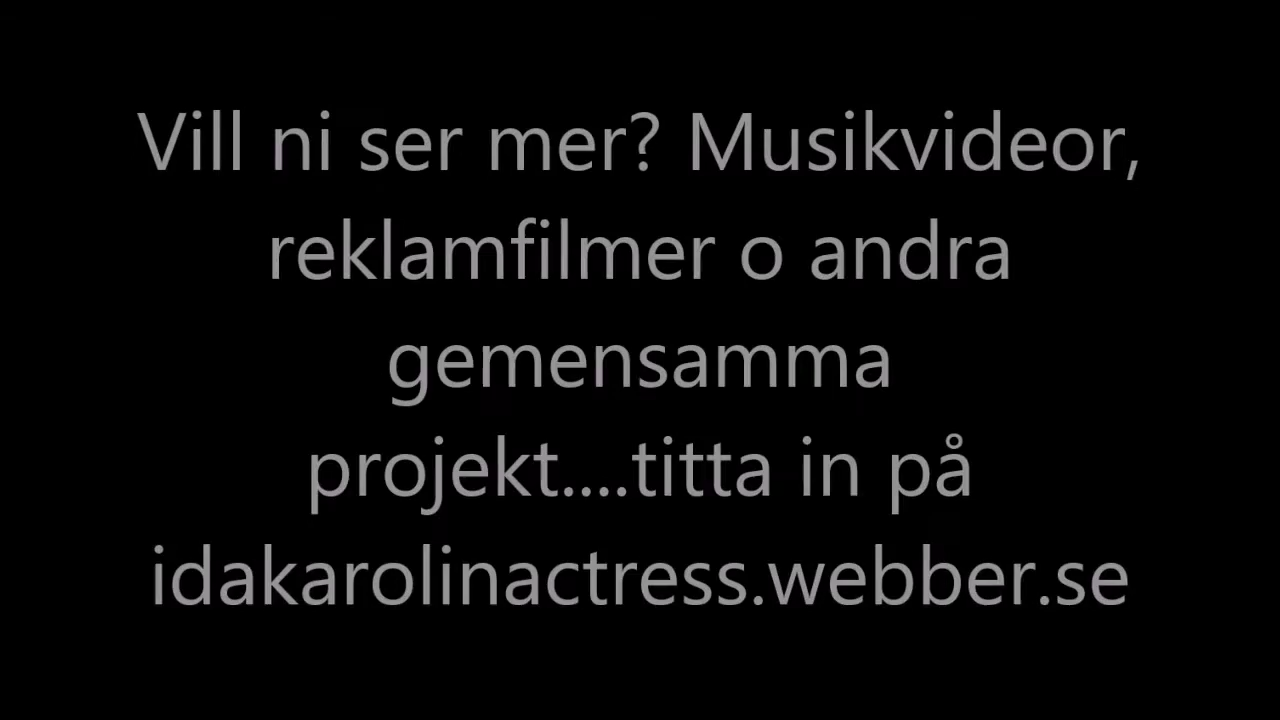 Vill ni ser mer? Musikvideor,
reklamfilmer o andra
gemensamma
projekt....titta in på
idakarolinactress.webber.se